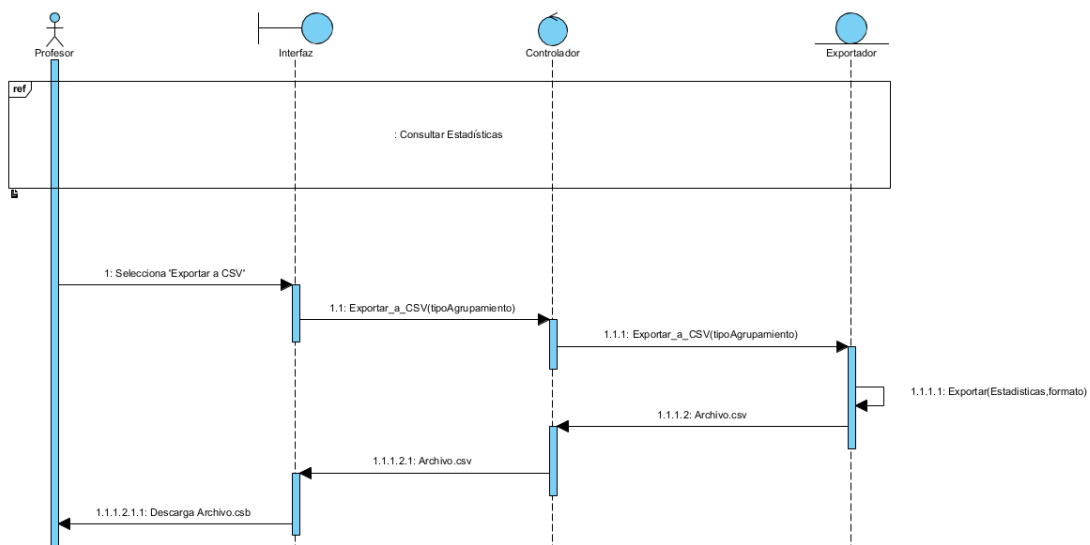 Profesor
Interfaz
Controlador
Exportador
ref
: Consultar Estadísticas
1: Selecciona 'Exportar a CSV'
1.1: Exportar_a_CSV(tipoAgrupamiento)
1.1.1: Exportar_a_CSV(tipoAgrupamiento)
1.1.1.1: Exportar(Estadisticas,formato)
1.1.1.2: Archivo.csv
1.1.1.2.1: Archivo.csv
1.1.1.2.1.1: Descarga Archivo.csb